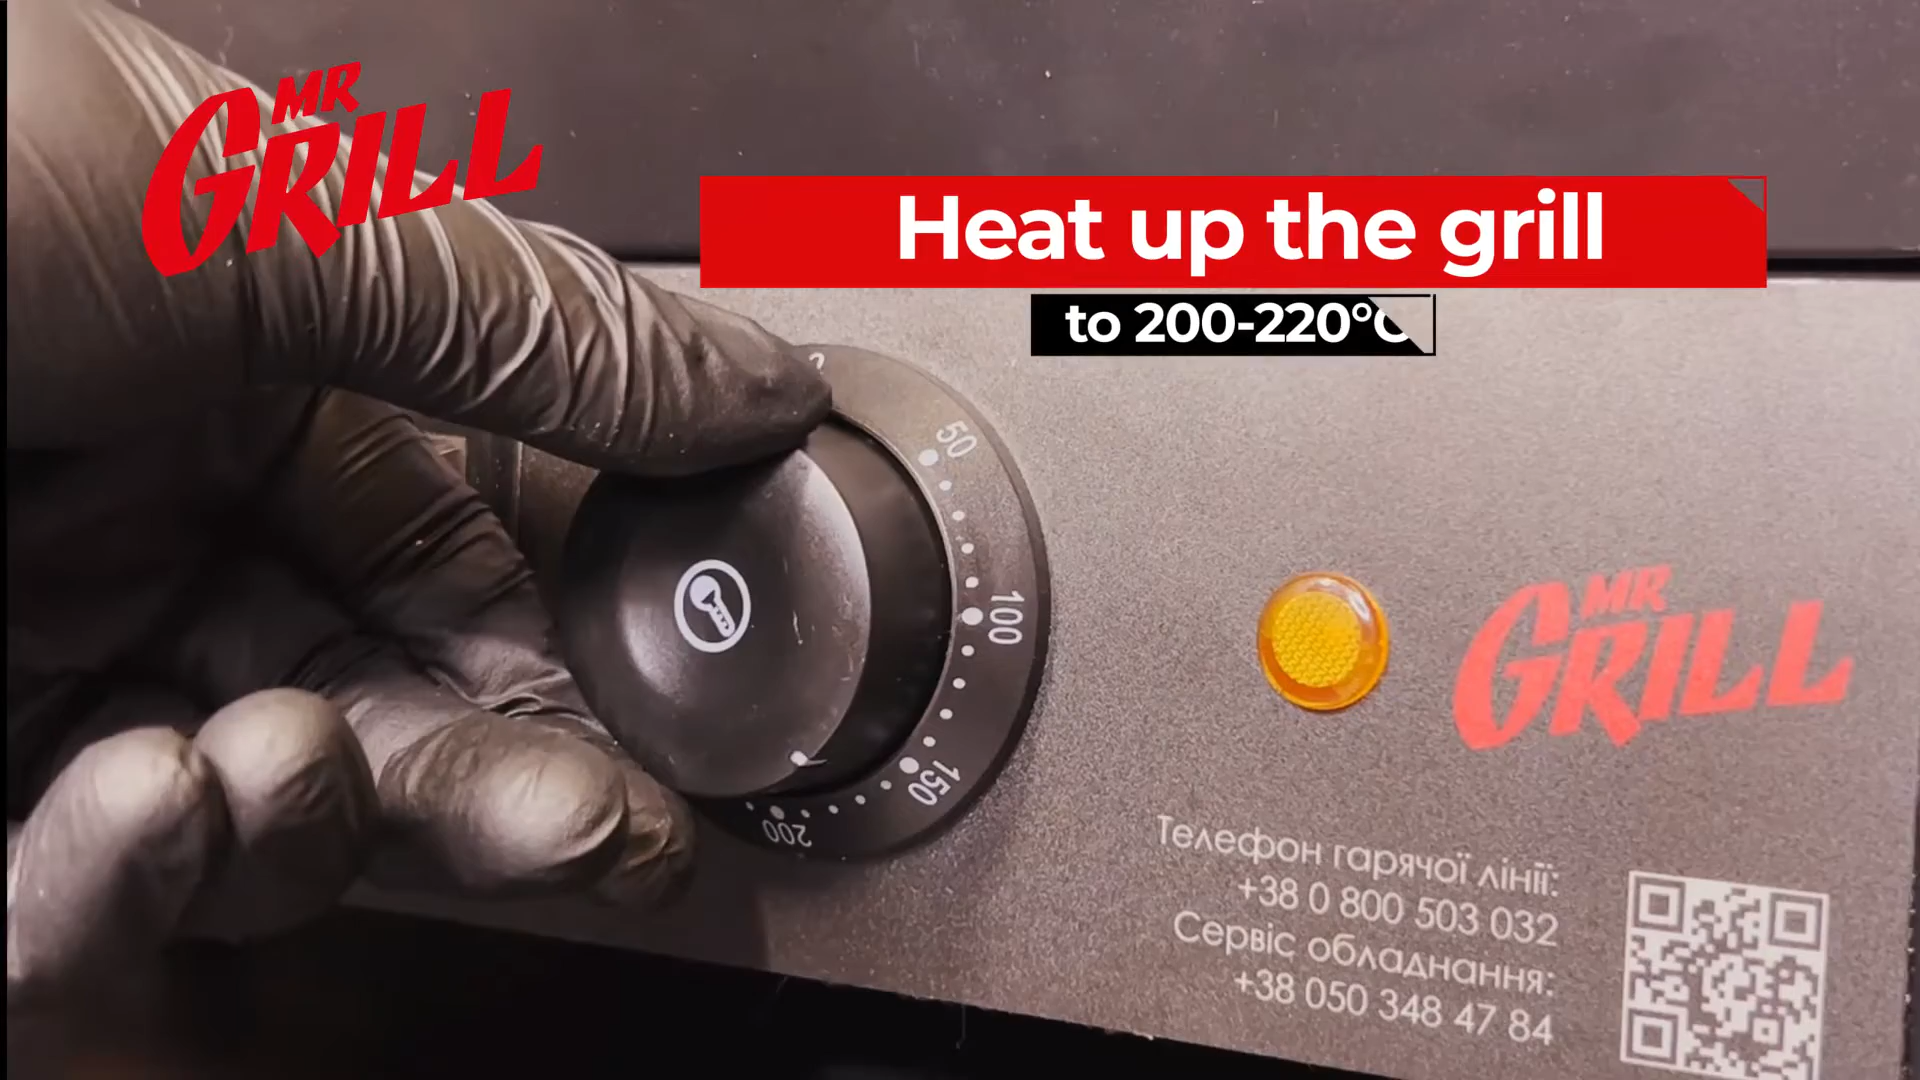 MR
GRILL
Heat up the grill
to 200-220°C
50
100
150
200
MR
GRILL
Телефон гарячої лінії:
+38 0 800 503 032
Сервіс обладнання:
+38 050 348 47 84